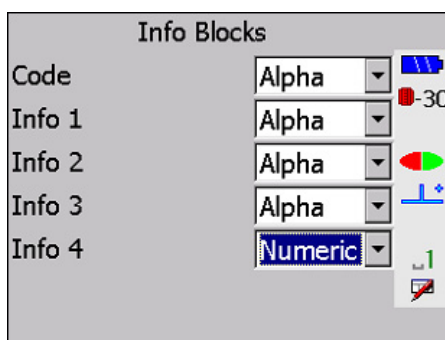 Info Blocks
Code Alpha
-30
Info 1 Alpha
Info 2 Alpha
Info 3 Alpha
Info 4 Numeric
1